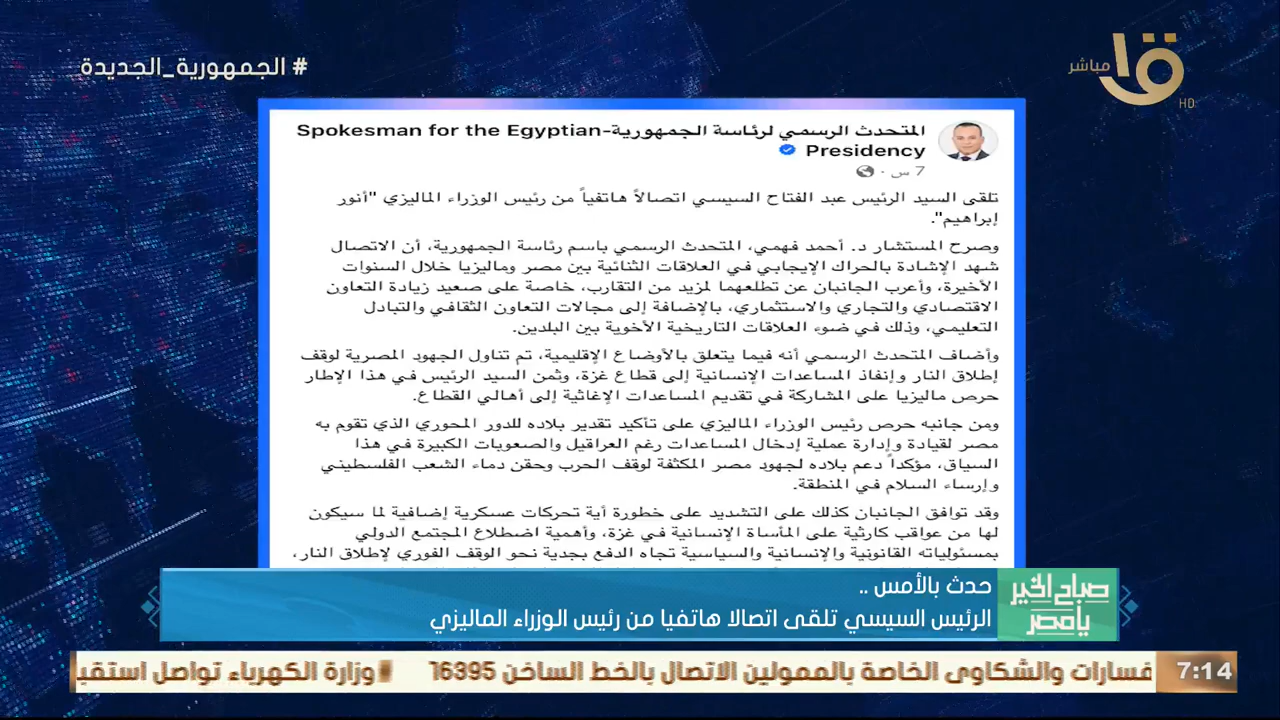 # الجمهورية_الجديدة
مباشر
HD
المتحدث الرسمي لرئاسة الجمهورية-Spokesman for the Egyptian
Presidency
7 س ·
تلقى السيد الرئيس عبد الفتاح السيسي اتصالاً هاتفياً من رئيس الوزراء الماليزي "أنور
إبراهيم".
وصرح المستشار د. أحمد فهمي، المتحدث الرسمي باسم رئاسة الجمهورية، أن الاتصال
شهد الإشادة بالحراك الإيجابي في العلاقات الثنائية بين مصر وماليزيا خلال السنوات
الأخيرة، وأعرب الجانبان عن تطلعهما لمزيد من التقارب، خاصة على صعيد زيادة التعاون
الاقتصادي والتجاري والاستثماري، بالإضافة إلى مجالات التعاون الثقافي والتبادل
التعليمي، وذلك في ضوء العلاقات التاريخية الأخوية بين البلدين.
وأضاف المتحدث الرسمي أنه فيما يتعلق بالأوضاع الإقليمية، تم تناول الجهود المصرية لوقف
إطلاق النار وإنفاذ المساعدات الإنسانية إلى قطاع غزة، وثمن السيد الرئيس في هذا الإطار
حرص ماليزيا على المشاركة في تقديم المساعدات الإغاثية إلى أهالي القطاع.
ومن جانبه حرص رئيس الوزراء الماليزي على تأكيد تقدير بلاده للدور المحوري الذي تقوم به
مصر لقيادة وإدارة عملية إدخال المساعدات رغم العراقيل والصعوبات الكبيرة في هذا
السياق، مؤكداً دعم بلاده لجهود مصر المكثفة لوقف الحرب وحقن دماء الشعب الفلسطيني
وإرساء السلام في المنطقة.
وقد توافق الجانبان كذلك على التشديد على خطورة أية تحركات عسكرية إضافية لما سيكون
لها من عواقب كارثية على المأساة الإنسانية في غزة، وأهمية اضطلاع المجتمع الدولي
بمسئولياته القانونية والإنسانية والسياسية تجاه الدفع بجدية نحو الوقف الفوري لإطلاق النار،
صباح الخير
يا مصر
حدث بالأمس ..
الرئيس السيسي تلقى اتصالا هاتفيا من رئيس الوزراء الماليزي
7:14
فسارات والشكاوى الخاصة بالممولين الاتصال بالخط الساخن 16395 #وزارة الكهرباء تواصل استقبا